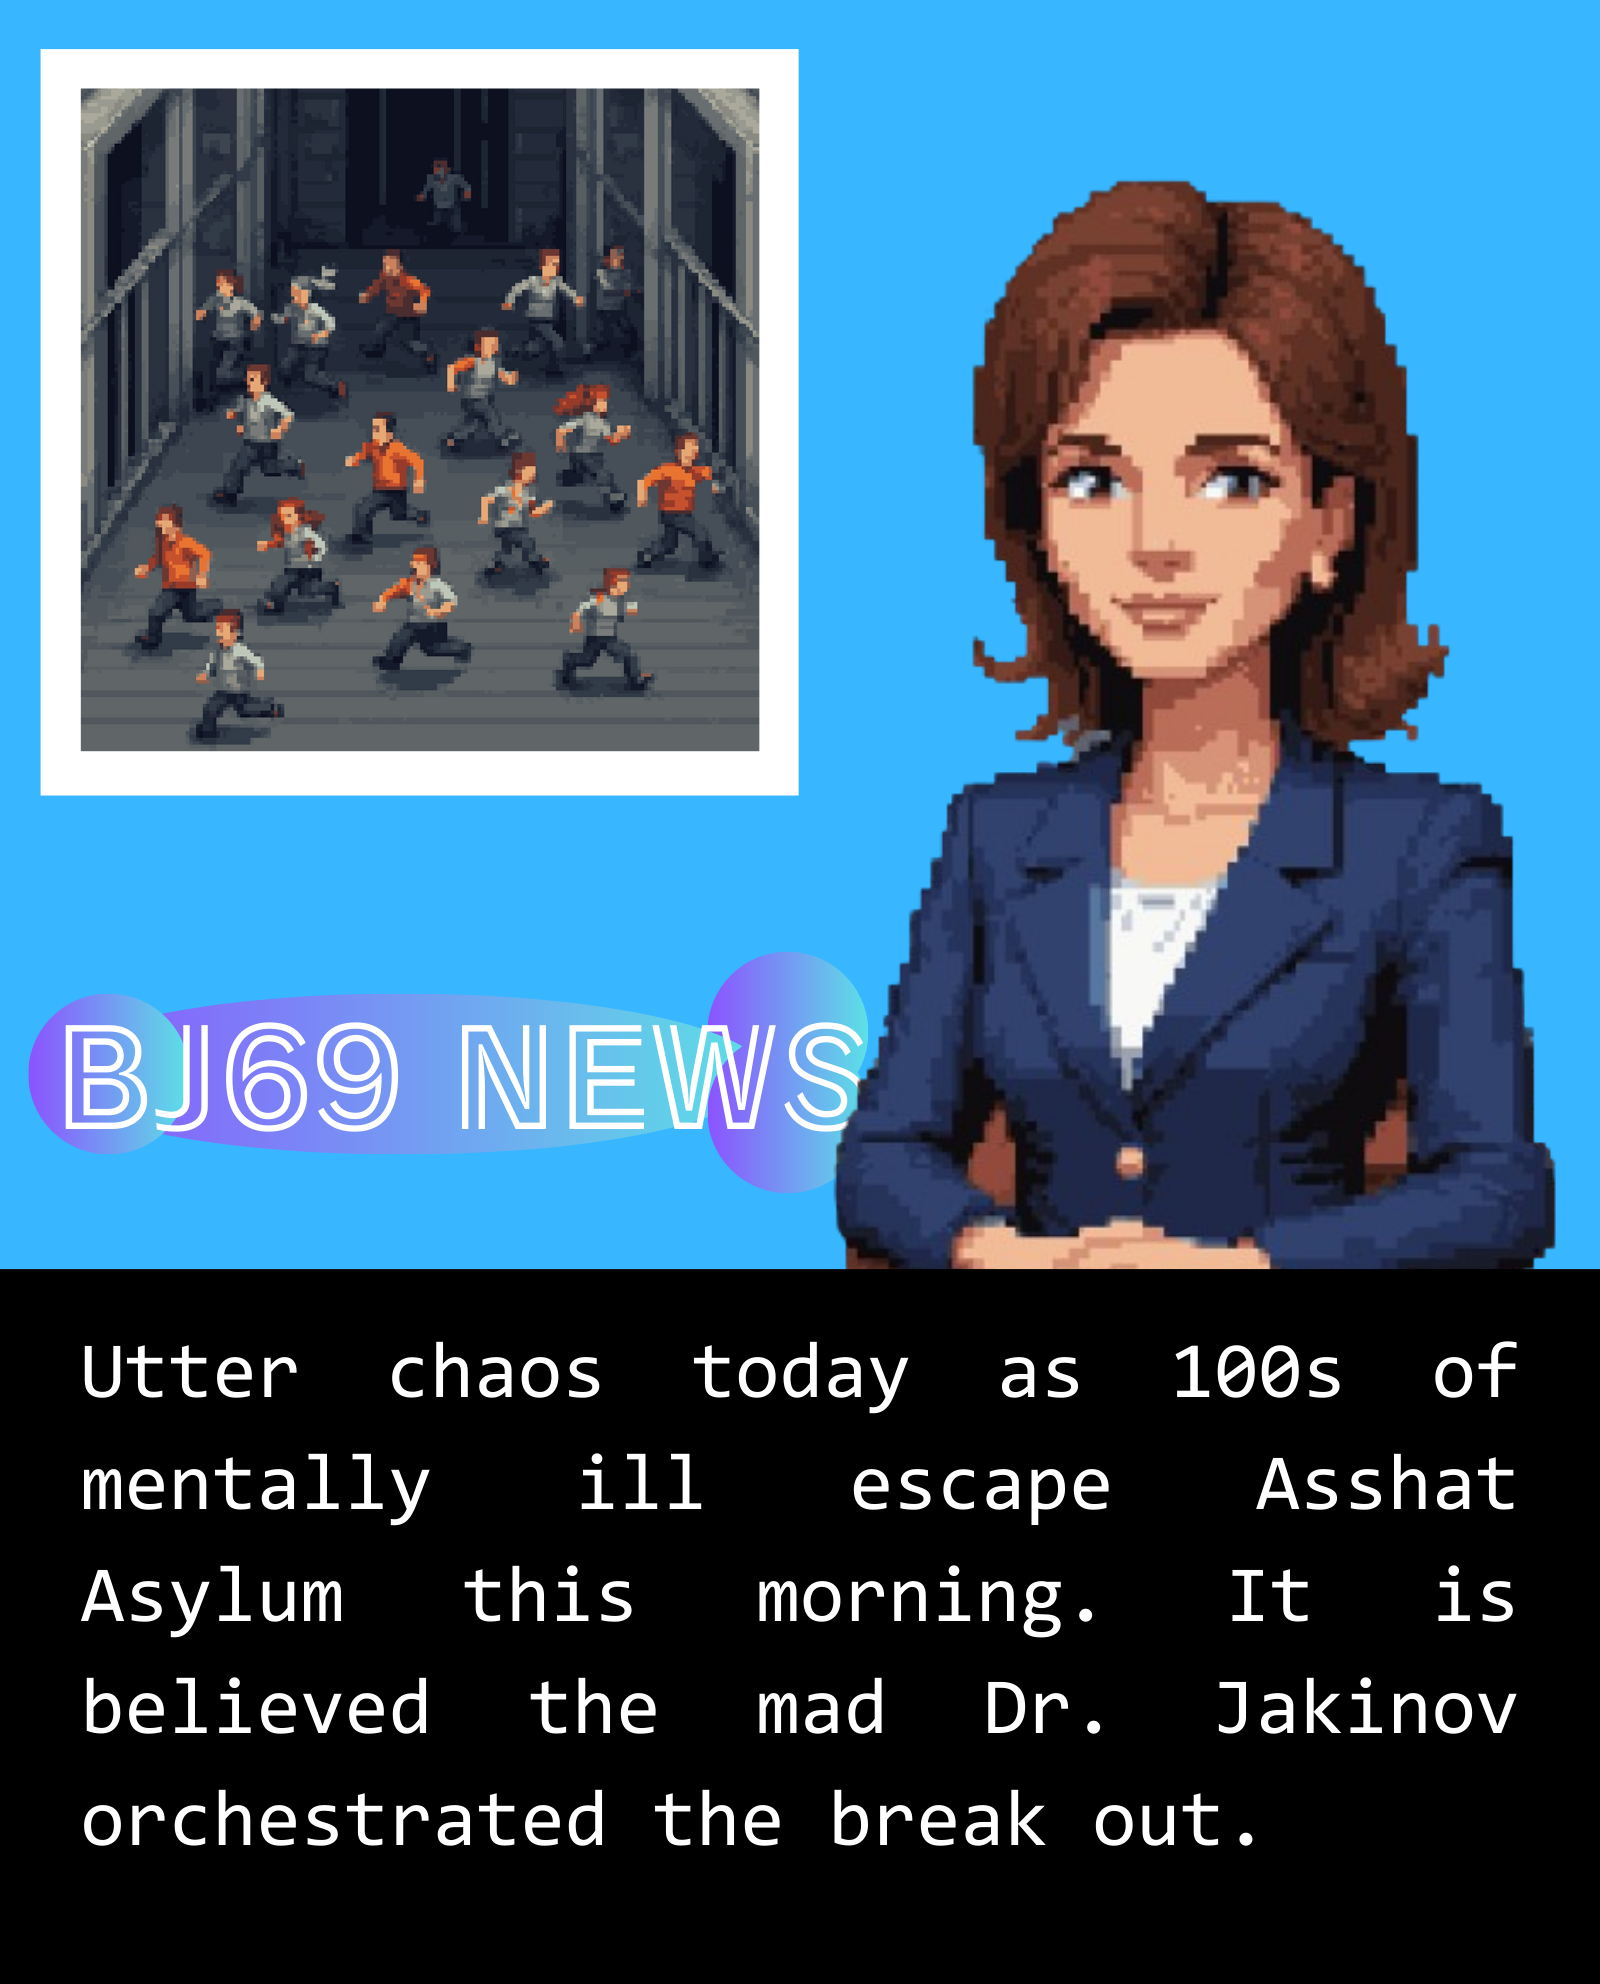 BJ69 NEWS
Utter chaos today as 100s of
mentally ill escape Asshat
Asylum this morning. It is
believed the mad Dr. Jakinov
orchestrated the break out.